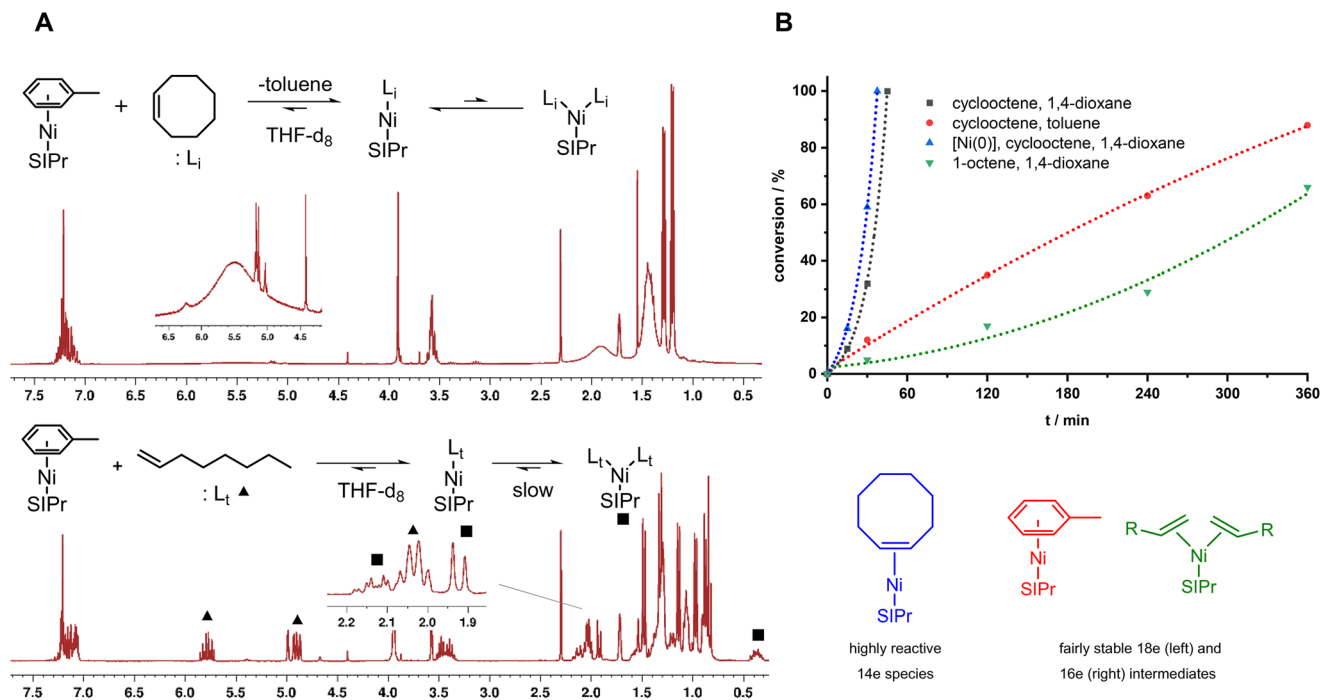 A
-toluene
+
Ni
SIPr
: Li
THF-d8
Li
Ni
SIPr
Li Li
Ni
SIPr
6.5 6.0 5.5 5.0 4.5
7.5 7.0 6.5 6.0 5.5 5.0 4.5 4.0 3.5 3.0 2.5 2.0 1.5 1.0 0.5
+
Ni
SIPr
: Lt ▲
THF-d8
Lt
Ni
SIPr
slow
Lt Lt
Ni
SIPr
2.2 2.1 2.0 1.9
7.5 7.0 6.5 6.0 5.5 5.0 4.5 4.0 3.5 3.0 2.5 2.0 1.5 1.0 0.5
B
conversion / %
100
80
60
40
20
0
cyclooctene, 1,4-dioxane
cyclooctene, toluene
[Ni(0)], cyclooctene, 1,4-dioxane
1-octene, 1,4-dioxane
0 60 120 180 240 300 360
t / min
Ni
SIPr
highly reactive
14e species
Ni
SIPr
R R
Ni
SIPr
fairly stable 18e (left) and
16e (right) intermediates